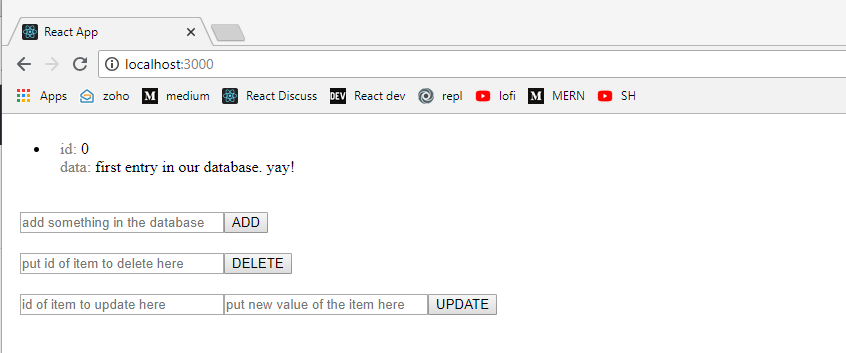 React App
localhost:3000
Apps zoho M medium React Discuss DEV React dev repl lofi M MERN SH
id: 0
data: first entry in our database. yay!
add something in the database ADD
put id of item to delete here DELETE
id of item to update here put new value of the item here UPDATE